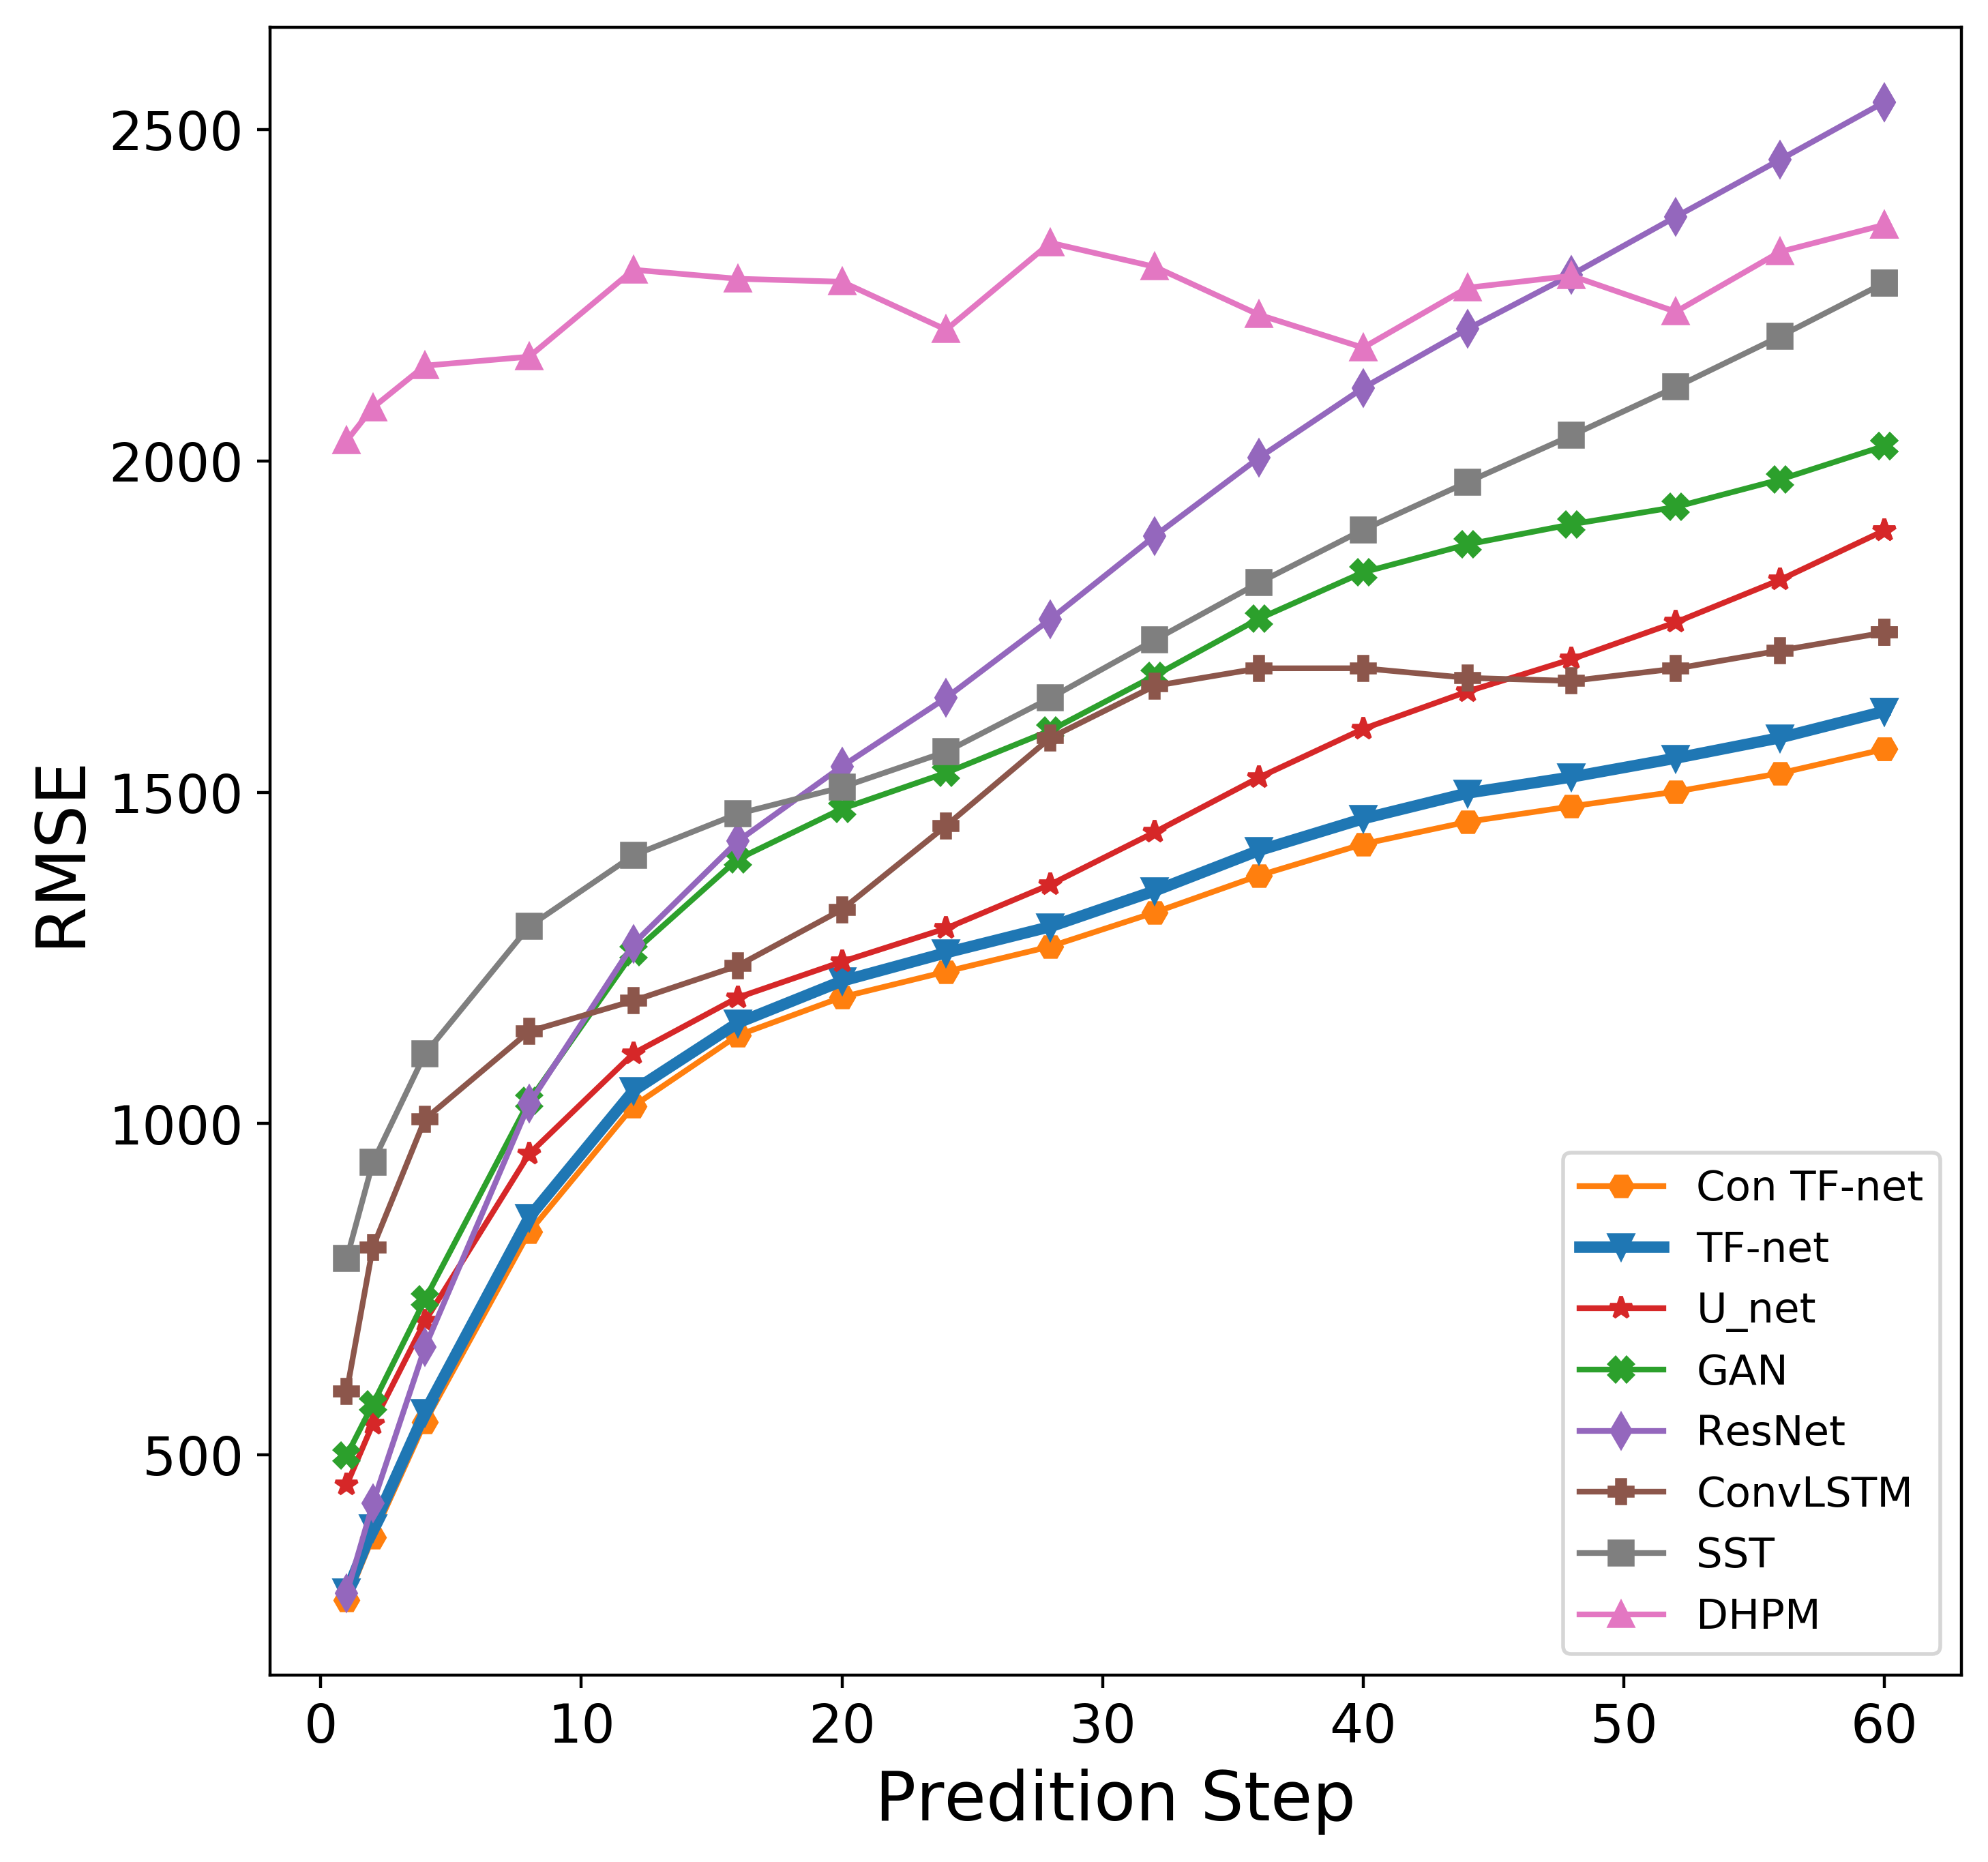 2500
2000
1500
1000
500
RMSE
0 10 20 30 40 50 60
Predition Step
Con TF-net
TF-net
U_net
GAN
ResNet
ConvLSTM
SST
DHPM